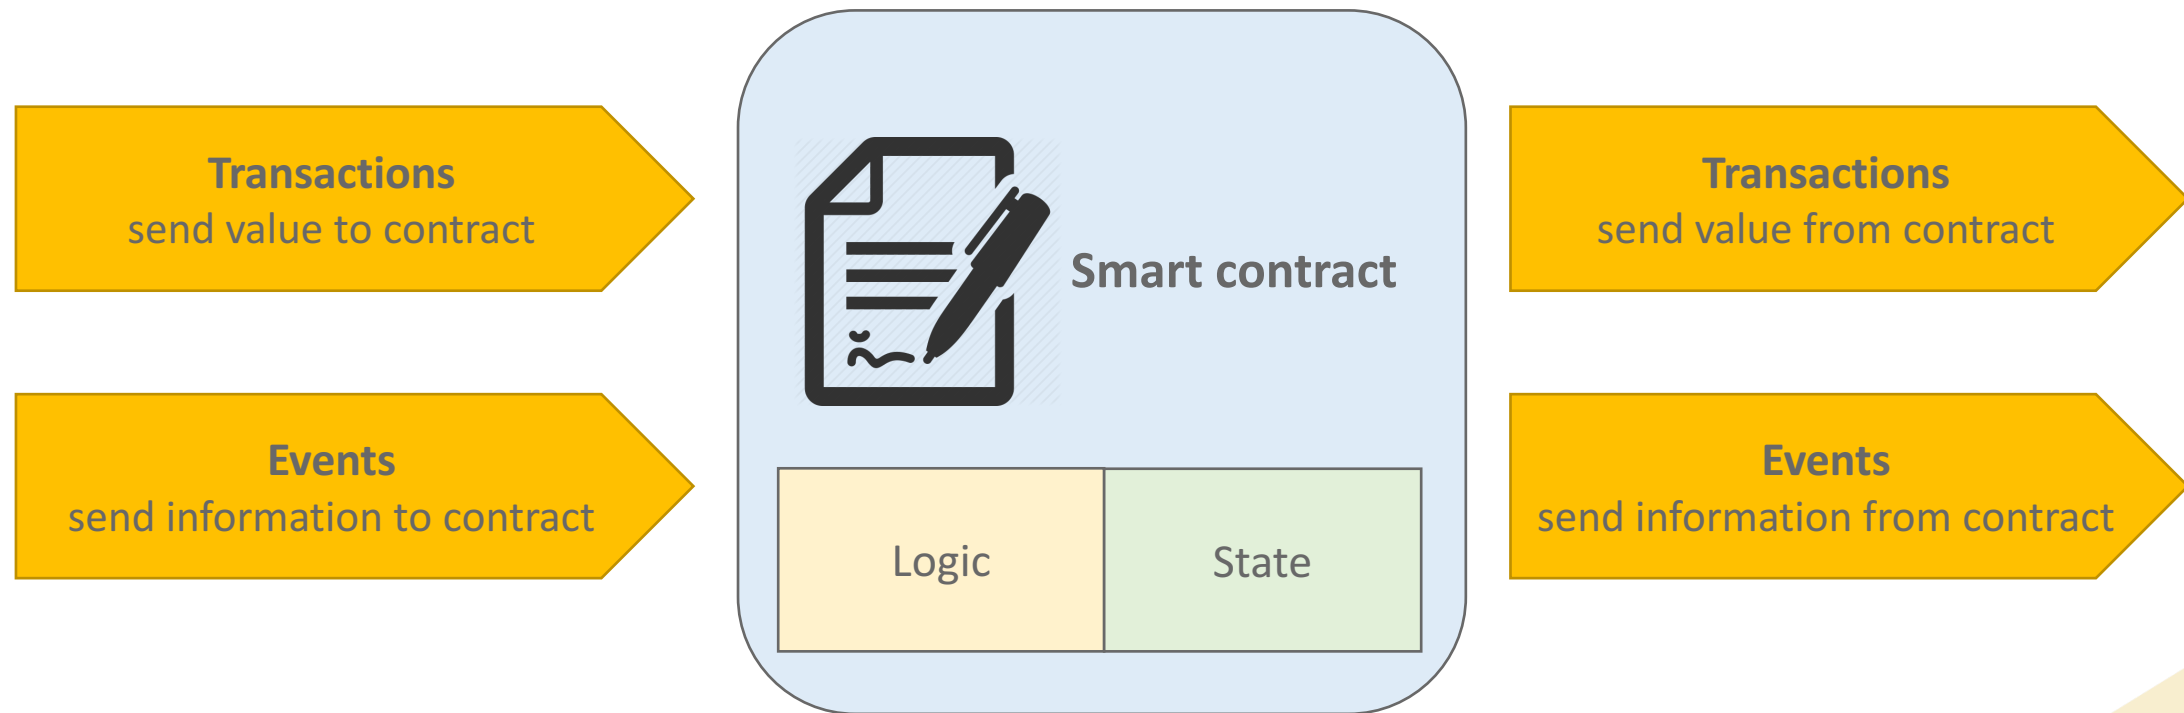 Transactions
send value to contract
Events
send information to contract
Smart contract
Logic
State
Transactions
send value from contract
Events
send information from contract